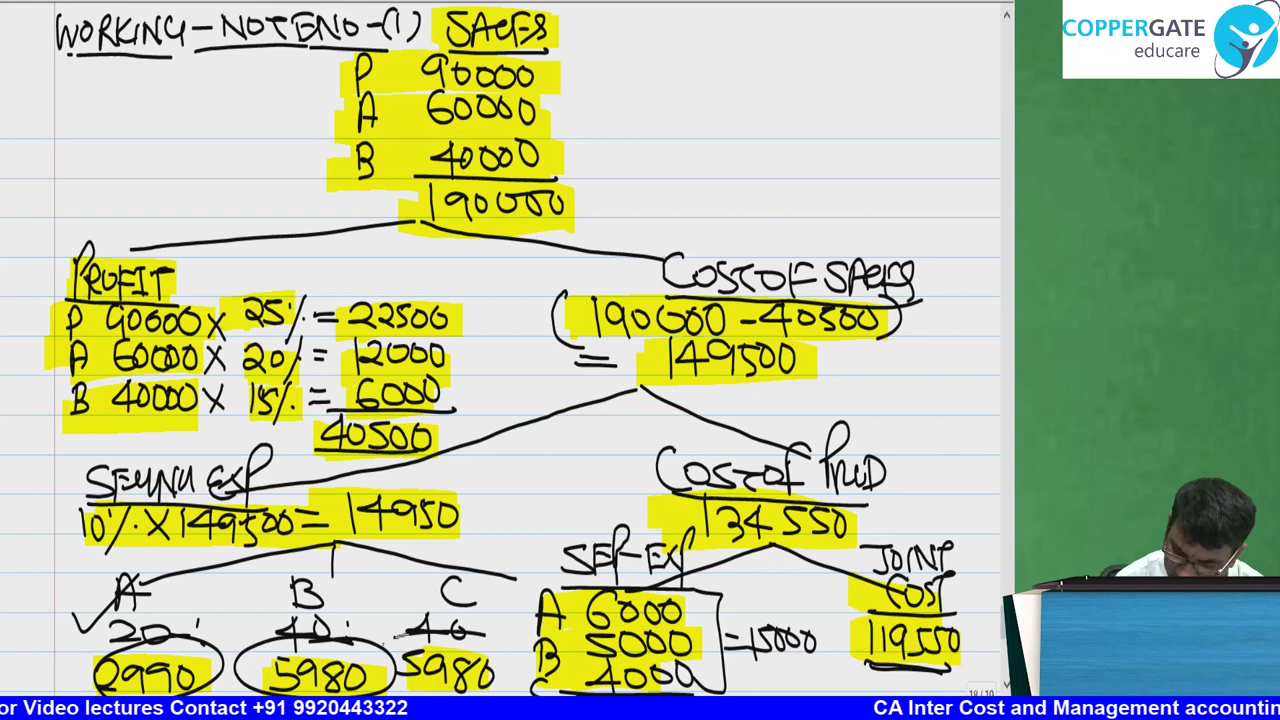 WORKING-NOTENO-(1) SALES
P 90000
A 60000
B 40000
190000
PROFIT
P 90000 X 25% = 22500
A 60000 X 20% = 12000
B 40000 X 15% = 6000
40500
COST OF SALES
(190000 - 40500)
= 149500
SELLING EXP
10% X 149500 = 14950
A B C
20% 40% 40
2990 5980 5980
COST OF PROD
134550
SEP-EXP
A 6000
B 5000
4000
=15000
JOINT
COST
119550
COPPERGATE
educare
18/10
or Video lectures Contact +91 9920443322
CA Inter Cost and Management accountin